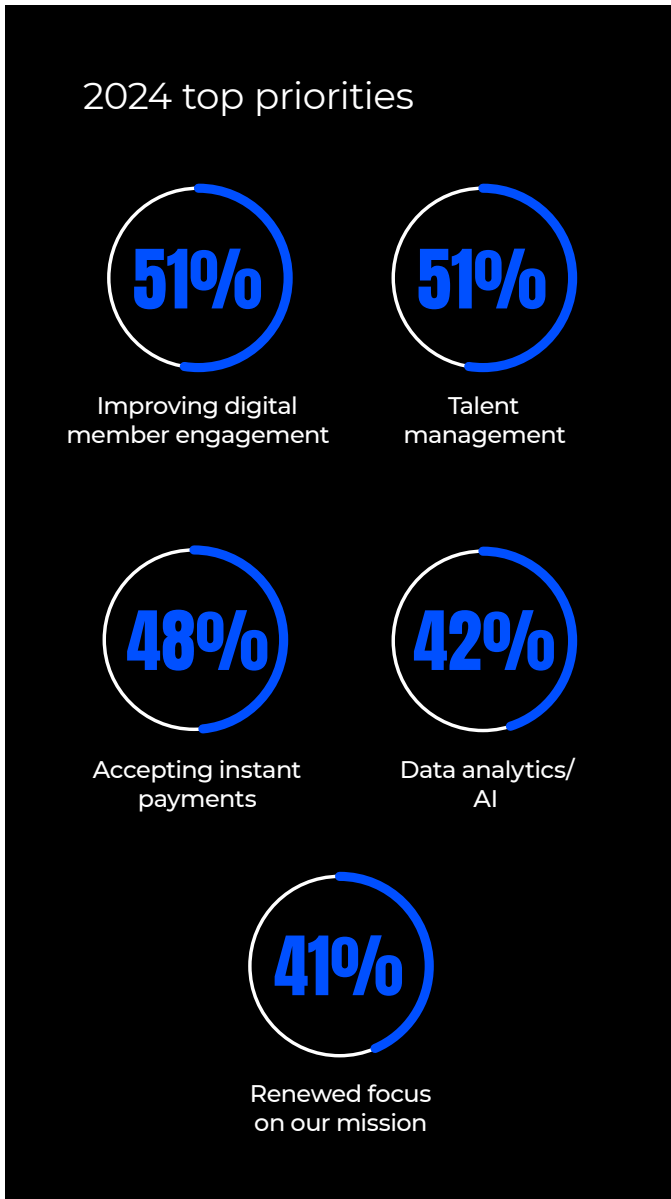 2024 top priorities
51%
Improving digital
member engagement
51%
Talent
management
48%
Accepting instant
payments
42%
Data analytics/
AI
41%
Renewed focus
on our mission